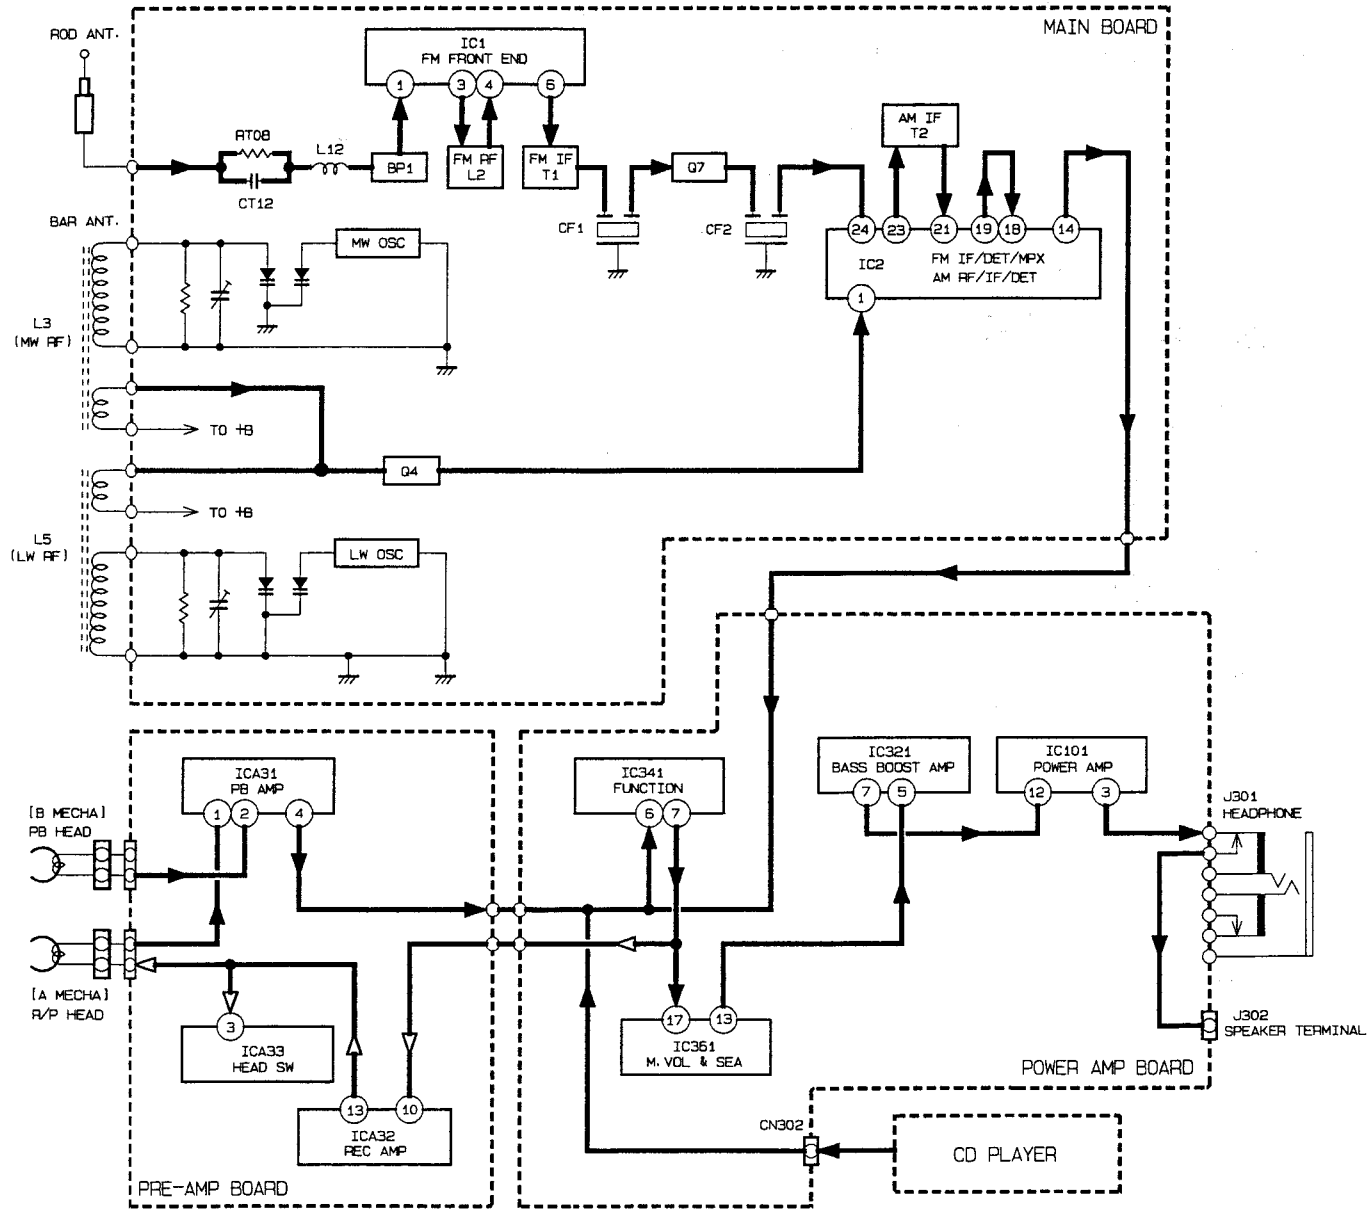 MAIN BOARD
ROD ANT.
IC1
FM FRONT END
1
3
4
6
RT08
L12
CT12
BP1
FM RF
L2
FM IF
T1
CF1
Q7
CF2
AM IF
T2
24
23
21
19
18
14
IC2
FM IF/DET/MPX
AM RF/IF/DET
1
BAR ANT.
MW OSC
L3
(MW RF)
TO +B
Q4
TO +B
L5
(LW RF)
LW OSC
ICA31
PB AMP
1
2
4
[B MECHA]
PB HEAD
[A MECHA]
R/P HEAD
3
ICA33
HEAD SW
13
10
ICA32
REC AMP
PRE-AMP BOARD
IC341
FUNCTION
6
7
17
13
IC351
M.VOL & SEA
IC321
BASS BOOST AMP
7
5
IC101
POWER AMP
12
3
J301
HEADPHONE
J302
SPEAKER TERMINAL
POWER AMP BOARD
CN302
CD PLAYER